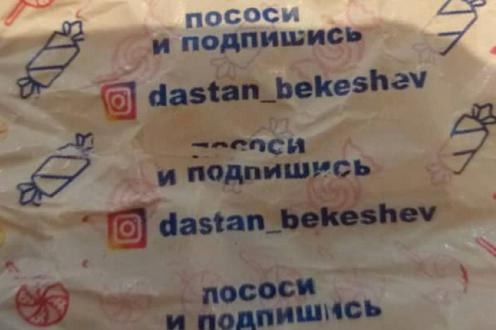 пососи
и подпишись
dastan_bekeshev
пососи
и подпишись
dastan_bekeshev
пососи
и подпишись